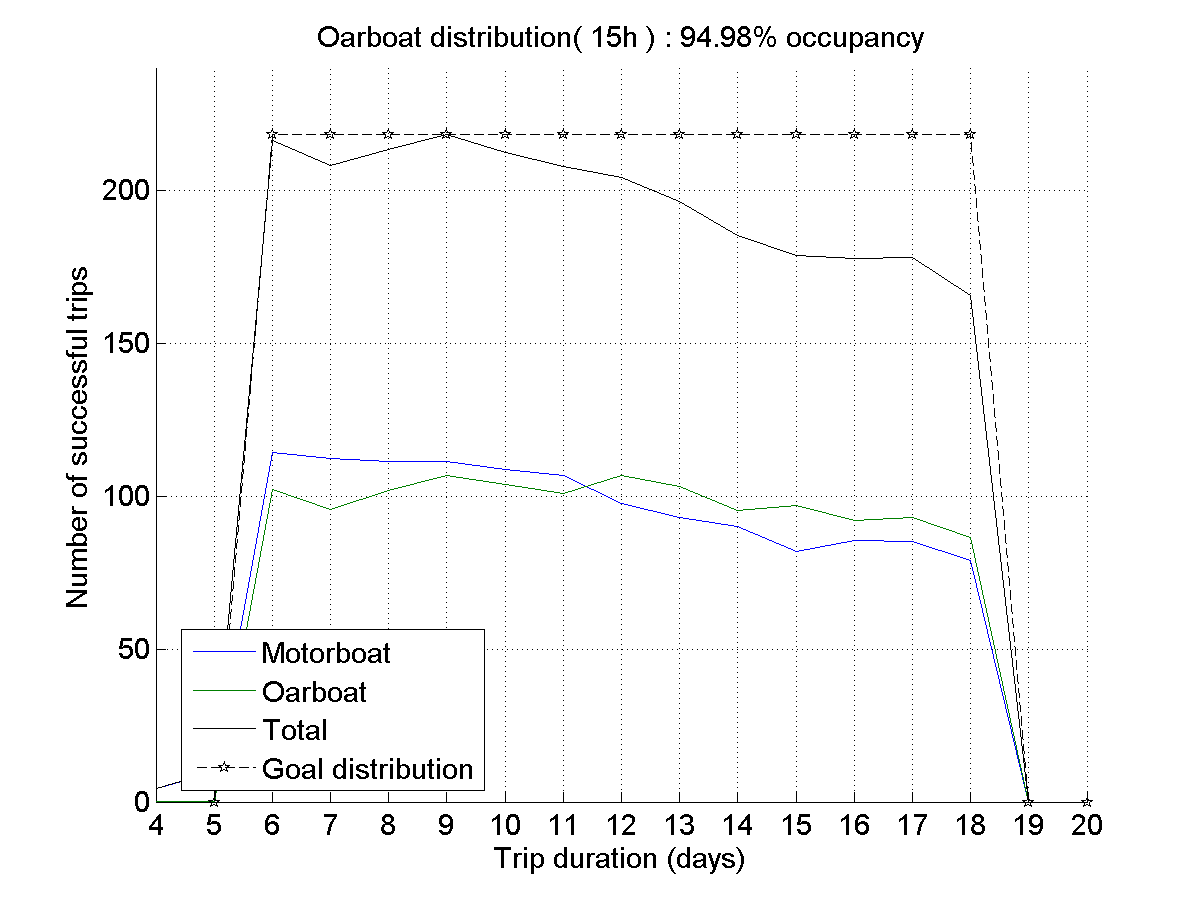 Oarboat distribution( 15h ) : 94.98% occupancy
Number of successful trips
200
150
100
50
0
Motorboat
Oarboat
Total
Goal distribution
4 5 6 7 8 9 10 11 12 13 14 15 16 17 18 19 20
Trip duration (days)